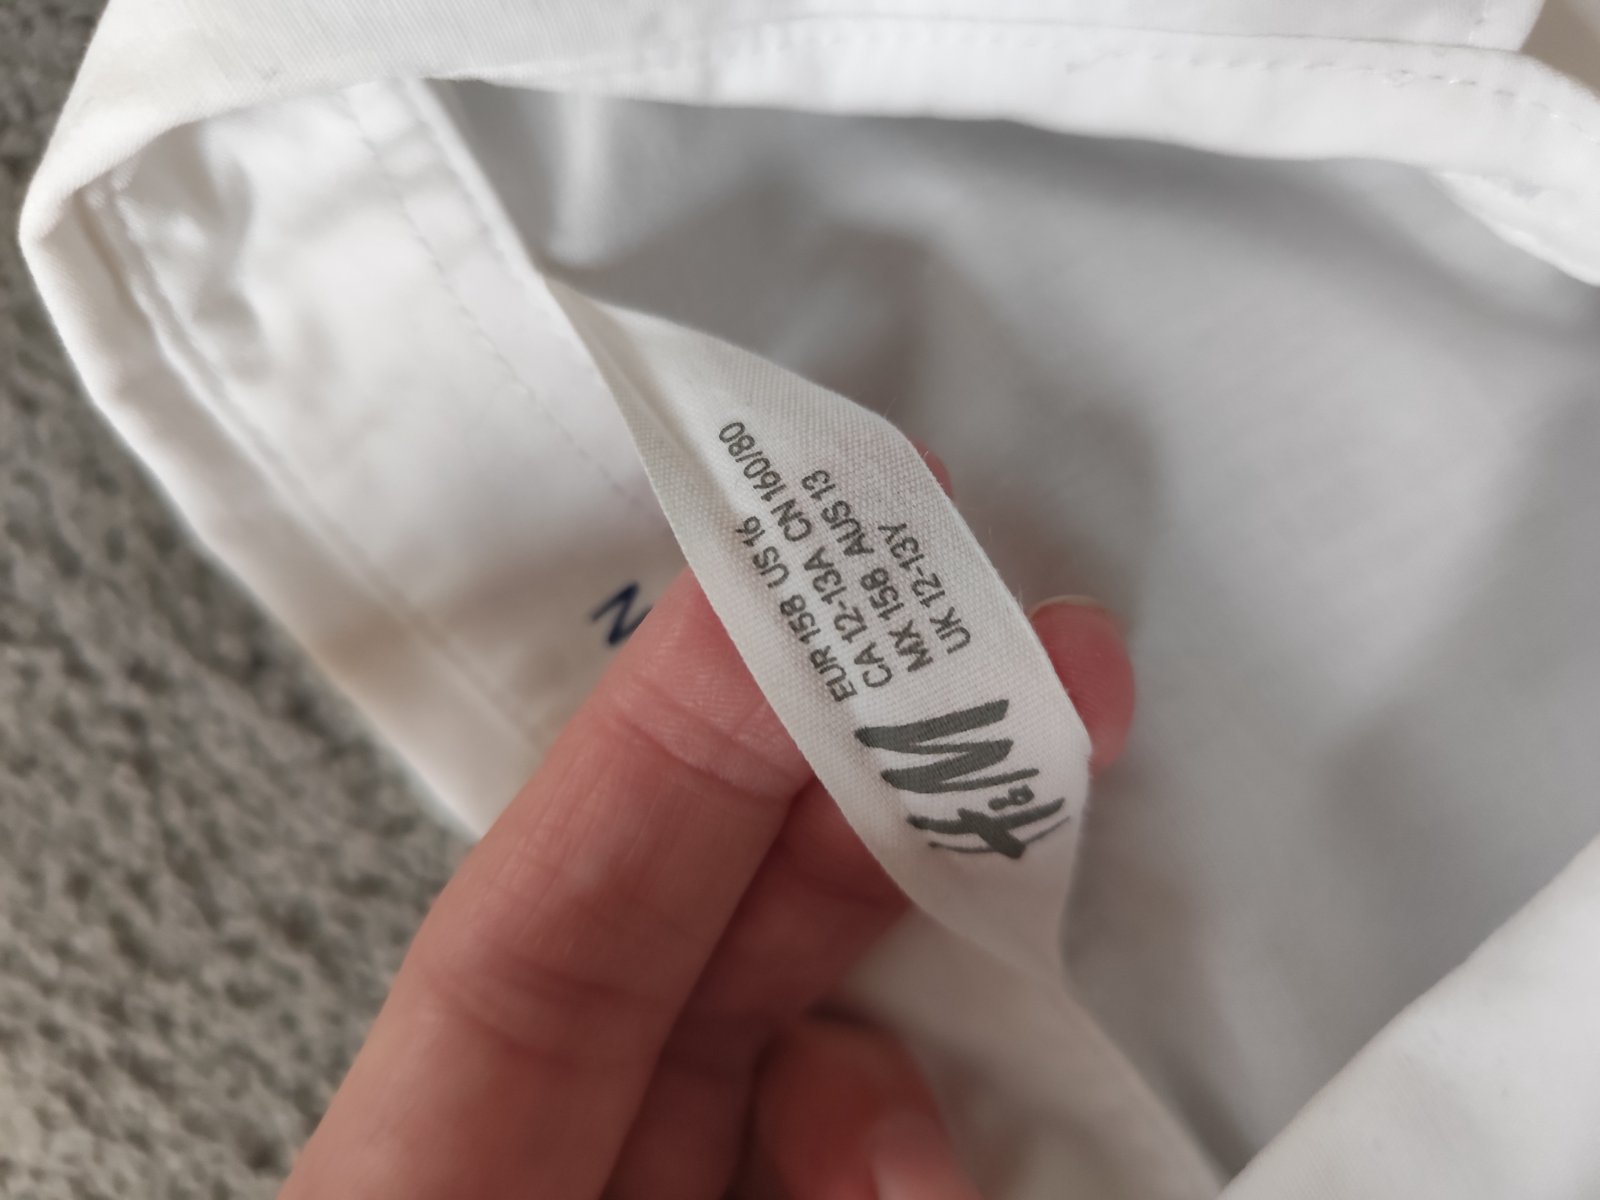 H&M
EUR 158 US 16
CA 12-13A CN 160/80
MX 158 AUS 13
UK 12-13Y
N